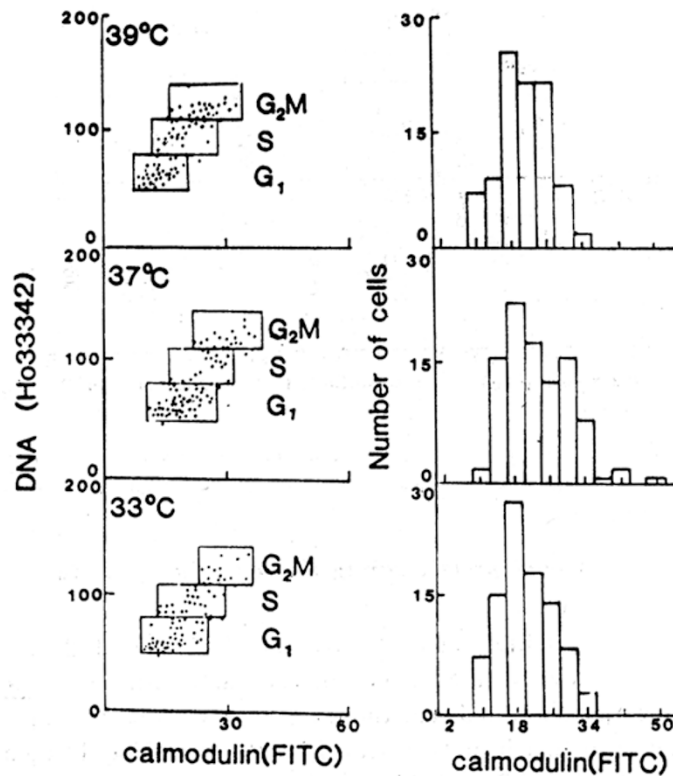 200
39°C
G₂M
100
S
G₁
0
30
15
0
200
37°C
G₂M
100
S
G₁
0
30
15
0
200
33°C
G₂M
100
S
G₁
0
0 30 60
calmodulin(FITC)
30
15
0
2 18 34 50
calmodulin(FITC)
DNA (Ho33342)
Number of cells